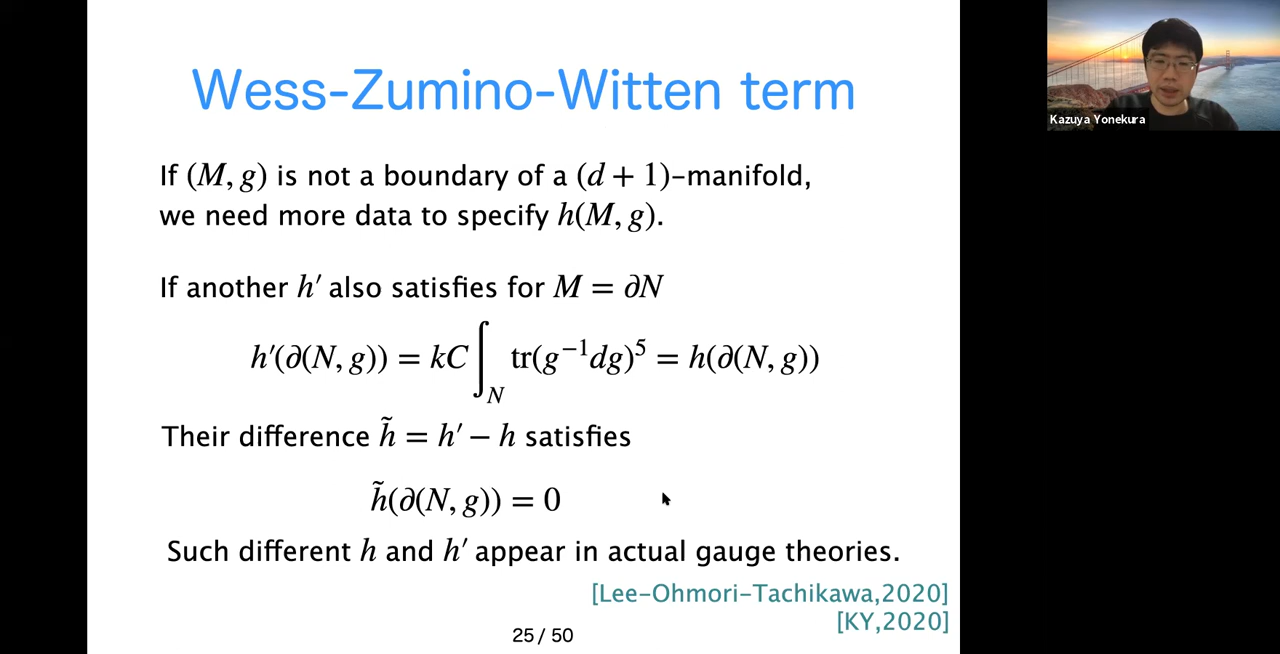 Wess-Zumino-Witten term
If (M, g) is not a boundary of a (d + 1)-manifold,
we need more data to specify h(M, g).
If another h′ also satisfies for M = ∂N
h′(∂(N, g)) = kC ∫_N tr(g⁻¹dg)⁵ = h(∂(N, g))
Their difference h̃ = h′ − h satisfies
h̃(∂(N, g)) = 0
Such different h and h′ appear in actual gauge theories.
[Lee-Ohmori-Tachikawa,2020]
[KY,2020]
25 / 50
Kazuya Yonekura